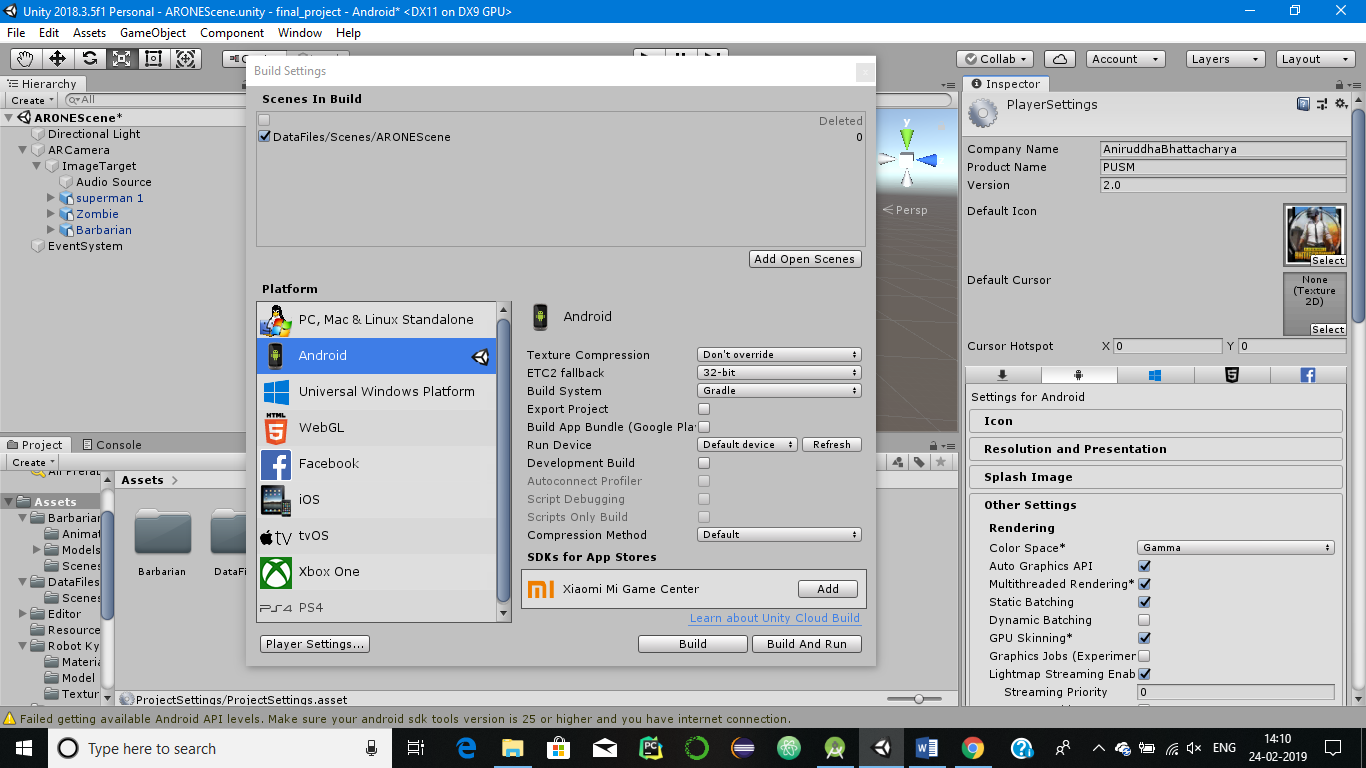 Unity 2018.3.5f1 Personal - ARONEScene.unity - final_project - Android* <DX11 on DX9 GPU>
File Edit Assets GameObject Component Window Help
Collab
Account
Layers
Layout
Hierarchy
Create
All
ARONEScene*
Directional Light
ARCamera
ImageTarget
Audio Source
superman 1
Zombie
Barbarian
EventSystem
Build Settings
Scenes In Build
Deleted
DataFiles/Scenes/ARONEScene 0
Add Open Scenes
Platform
PC, Mac & Linux Standalone
Android
Universal Windows Platform
HTML
WebGL
Facebook
iOS
tv tvOS
Xbox One
PS4
Android
Texture Compression Don't override
ETC2 fallback 32-bit
Build System Gradle
Export Project
Build App Bundle (Google Pla
Run Device Default device Refresh
Development Build
Autoconnect Profiler
Script Debugging
Scripts Only Build
Compression Method Default
SDKs for App Stores
Xiaomi Mi Game Center Add
Learn about Unity Cloud Build
Player Settings...
Build
Build And Run
y
Persp
Inspector
PlayerSettings
Company Name AniruddhaBhattacharya
Product Name PUSM
Version 2.0
Default Icon
Select
Default Cursor
None
(Texture
2D)
Select
Cursor Hotspot X 0 Y 0
Settings for Android
Icon
Resolution and Presentation
Splash Image
Other Settings
Rendering
Color Space* Gamma
Auto Graphics API
Multithreaded Rendering*
Static Batching
Dynamic Batching
GPU Skinning*
Graphics Jobs (Experimer
Lightmap Streaming Enab
Streaming Priority 0
Project
Console
Create
Assets
Barbarian
Animat
Models
Scenes
DataFiles
Scenes
Editor
Resource
Robot Ky
Materia
Model
Textur
Assets
Barbarian
DataFi
ProjectSettings/ProjectSettings.asset
Failed getting available Android API levels. Make sure your android sdk tools version is 25 or higher and you have internet connection.
Type here to search
ENG
14:10
24-02-2019